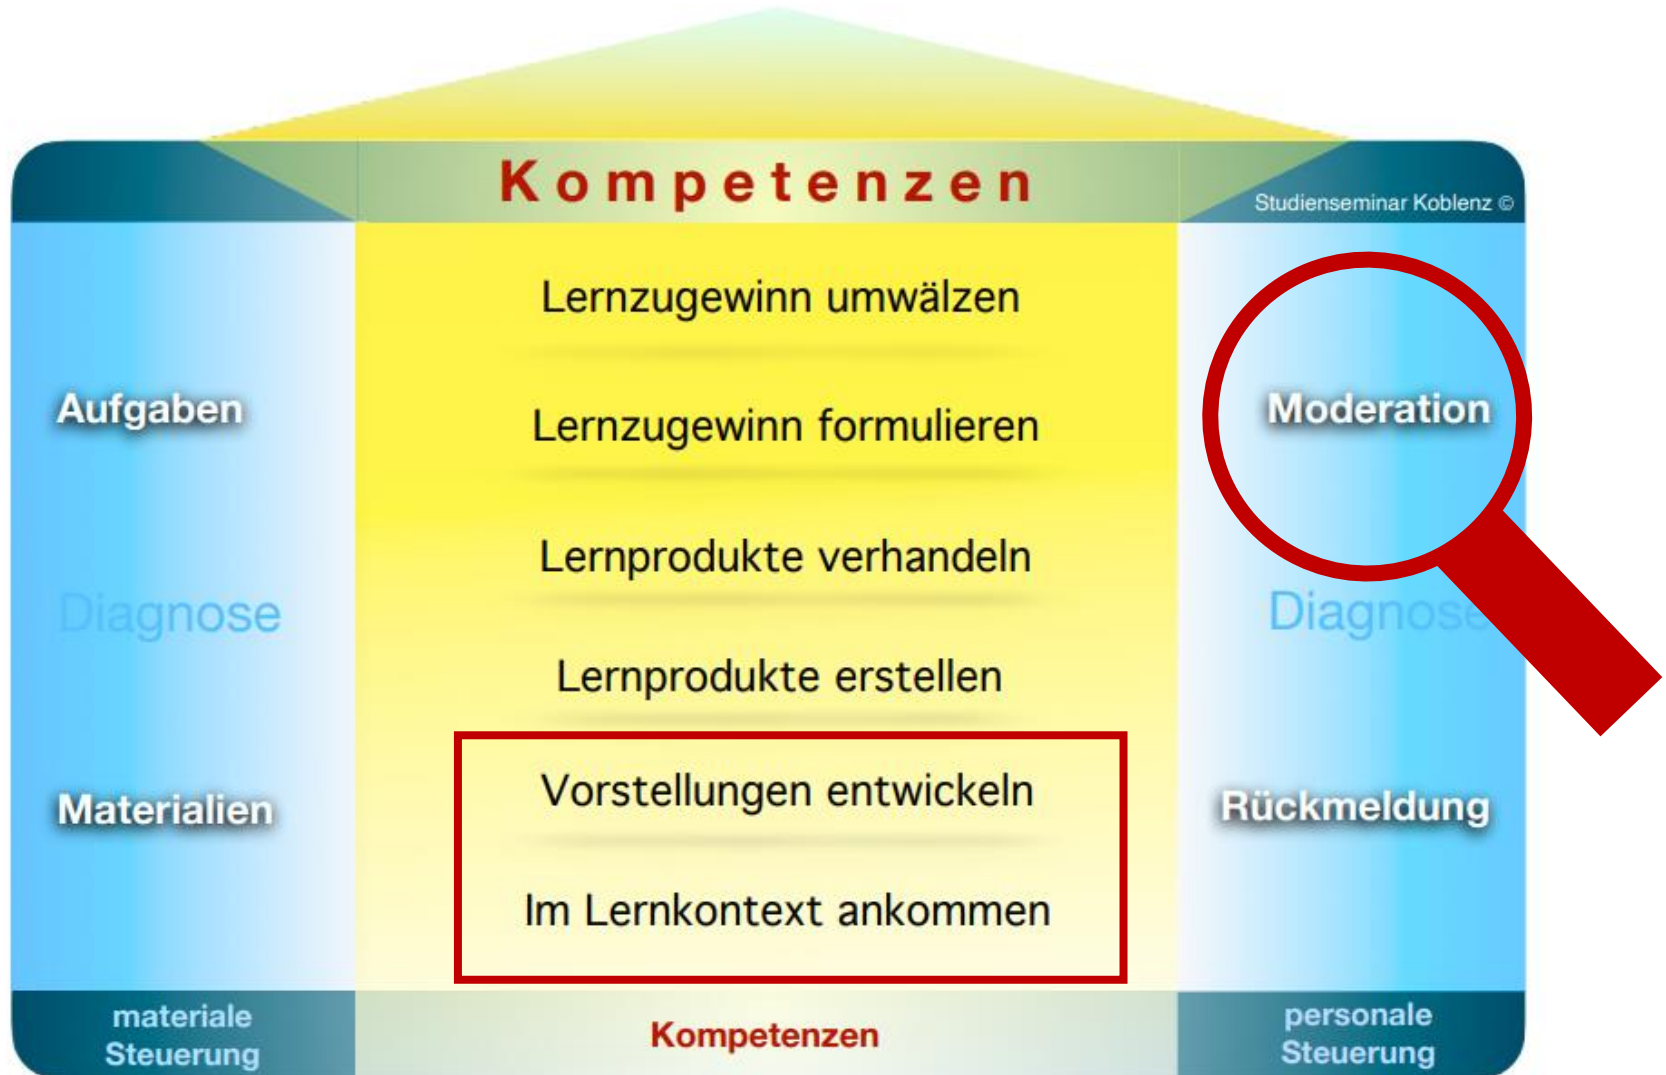 Kompetenzen
Studienseminar Koblenz ©
Lernzugewinn umwälzen
Aufgaben
Lernzugewinn formulieren
Moderation
Lernprodukte verhandeln
Diagnose
Diagnose
Lernprodukte erstellen
Materialien
Vorstellungen entwickeln
Rückmeldung
Im Lernkontext ankommen
materiale
Steuerung
Kompetenzen
personale
Steuerung